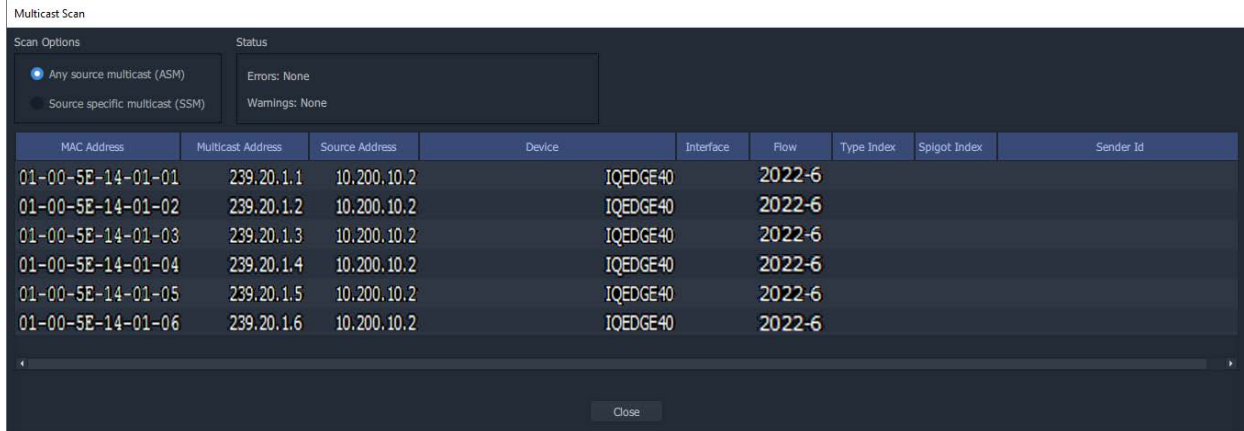 Multicast Scan
Scan Options Status
Any source multicast (ASM) Errors: None
Source specific multicast (SSM) Warnings: None
MAC Address Multicast Address Source Address Device Interface Flow Type Index Spigot Index Sender Id
01-00-5E-14-01-01 239.20.1.1 10.200.10.2 IQEDGE40 2022-6
01-00-5E-14-01-02 239.20.1.2 10.200.10.2 IQEDGE40 2022-6
01-00-5E-14-01-03 239.20.1.3 10.200.10.2 IQEDGE40 2022-6
01-00-5E-14-01-04 239.20.1.4 10.200.10.2 IQEDGE40 2022-6
01-00-5E-14-01-05 239.20.1.5 10.200.10.2 IQEDGE40 2022-6
01-00-5E-14-01-06 239.20.1.6 10.200.10.2 IQEDGE40 2022-6
Close